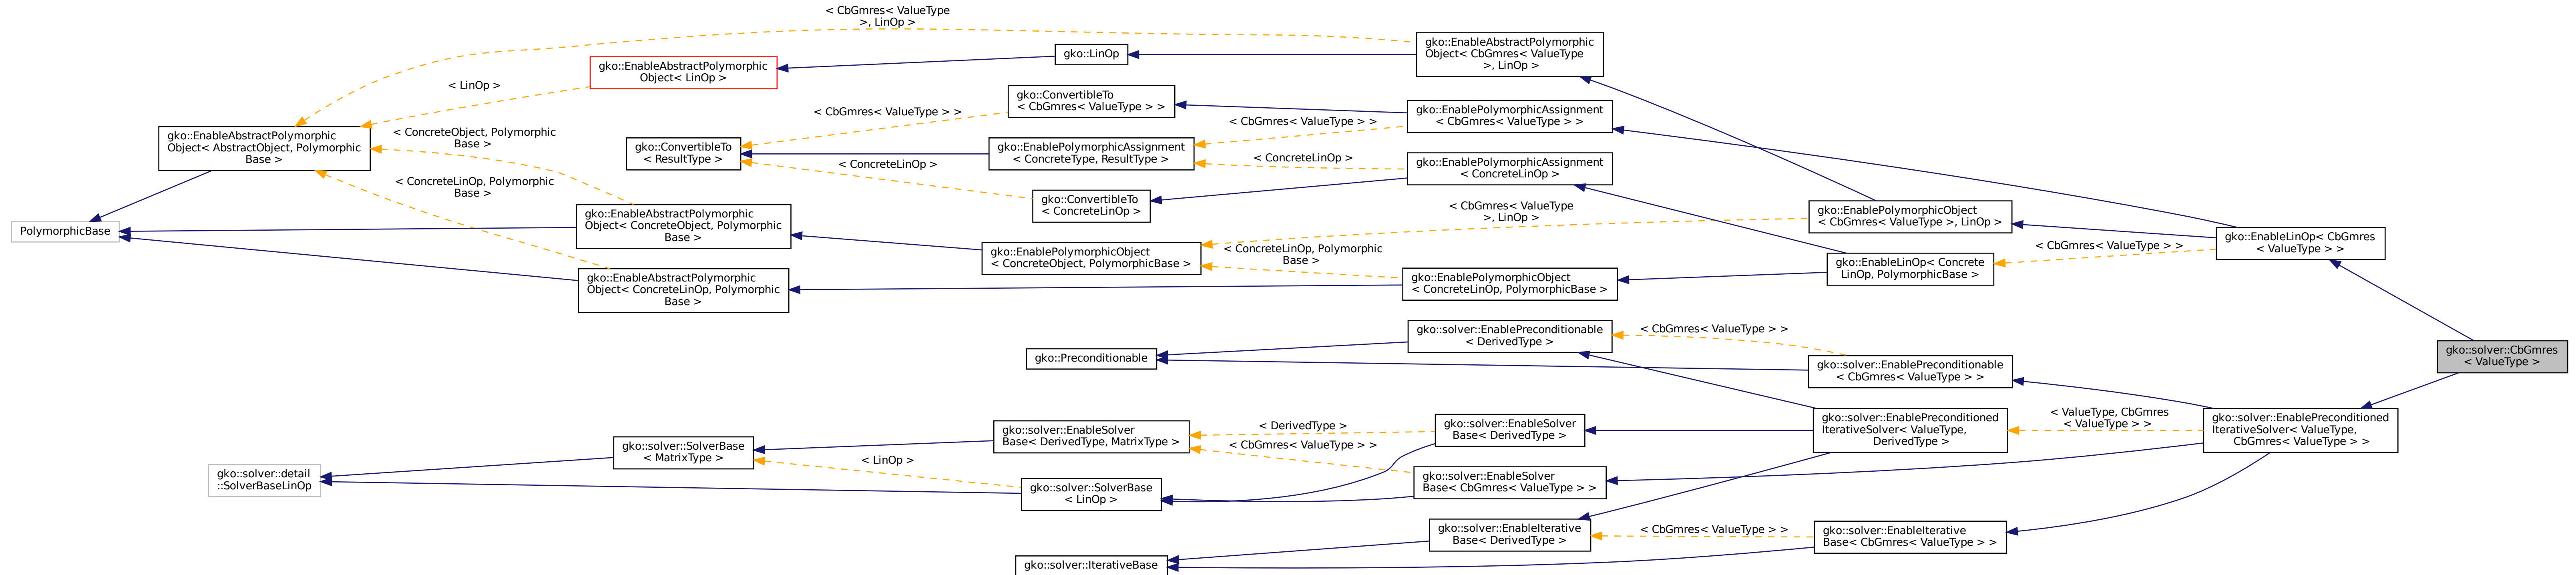 < CbGmres< ValueType
>, LinOp >
gko::EnableAbstractPolymorphic
Object< CbGmres< ValueType
>, LinOp >
gko::LinOp
gko::EnableAbstractPolymorphic
Object< LinOp >
< LinOp >
gko::ConvertibleTo
< CbGmres< ValueType > >
< CbGmres< ValueType > >
gko::EnablePolymorphicAssignment
< CbGmres< ValueType > >
< CbGmres< ValueType > >
gko::EnableAbstractPolymorphic
Object< AbstractObject, Polymorphic
Base >
< ConcreteObject, Polymorphic
Base >
gko::ConvertibleTo
< ResultType >
gko::EnablePolymorphicAssignment
< ConcreteType, ResultType >
< ConcreteLinOp >
< ConcreteLinOp >
gko::EnablePolymorphicAssignment
< ConcreteLinOp >
< ConcreteLinOp, Polymorphic
Base >
gko::ConvertibleTo
< ConcreteLinOp >
< CbGmres< ValueType
>, LinOp >
gko::EnablePolymorphicObject
< CbGmres< ValueType >, LinOp >
PolymorphicBase
gko::EnableAbstractPolymorphic
Object< ConcreteObject, Polymorphic
Base >
gko::EnablePolymorphicObject
< ConcreteObject, PolymorphicBase >
< ConcreteLinOp, Polymorphic
Base >
< CbGmres< ValueType > >
gko::EnableLinOp< CbGmres
< ValueType > >
gko::EnableLinOp< Concrete
LinOp, PolymorphicBase >
gko::EnableAbstractPolymorphic
Object< ConcreteLinOp, Polymorphic
Base >
gko::EnablePolymorphicObject
< ConcreteLinOp, PolymorphicBase >
gko::solver::EnablePreconditionable
< DerivedType >
< CbGmres< ValueType > >
gko::Preconditionable
gko::solver::EnablePreconditionable
< CbGmres< ValueType > >
gko::solver::CbGmres
< ValueType >
gko::solver::EnableSolver
Base< DerivedType, MatrixType >
< DerivedType >
< CbGmres< ValueType > >
gko::solver::EnableSolver
Base< DerivedType >
gko::solver::EnablePreconditioned
IterativeSolver< ValueType,
DerivedType >
< ValueType, CbGmres
< ValueType > >
gko::solver::EnablePreconditioned
IterativeSolver< ValueType,
CbGmres< ValueType > >
gko::solver::SolverBase
< MatrixType >
< LinOp >
gko::solver::detail
::SolverBaseLinOp
gko::solver::SolverBase
< LinOp >
gko::solver::EnableSolver
Base< CbGmres< ValueType > >
gko::solver::EnableIterative
Base< DerivedType >
< CbGmres< ValueType > >
gko::solver::EnableIterative
Base< CbGmres< ValueType > >
gko::solver::IterativeBase